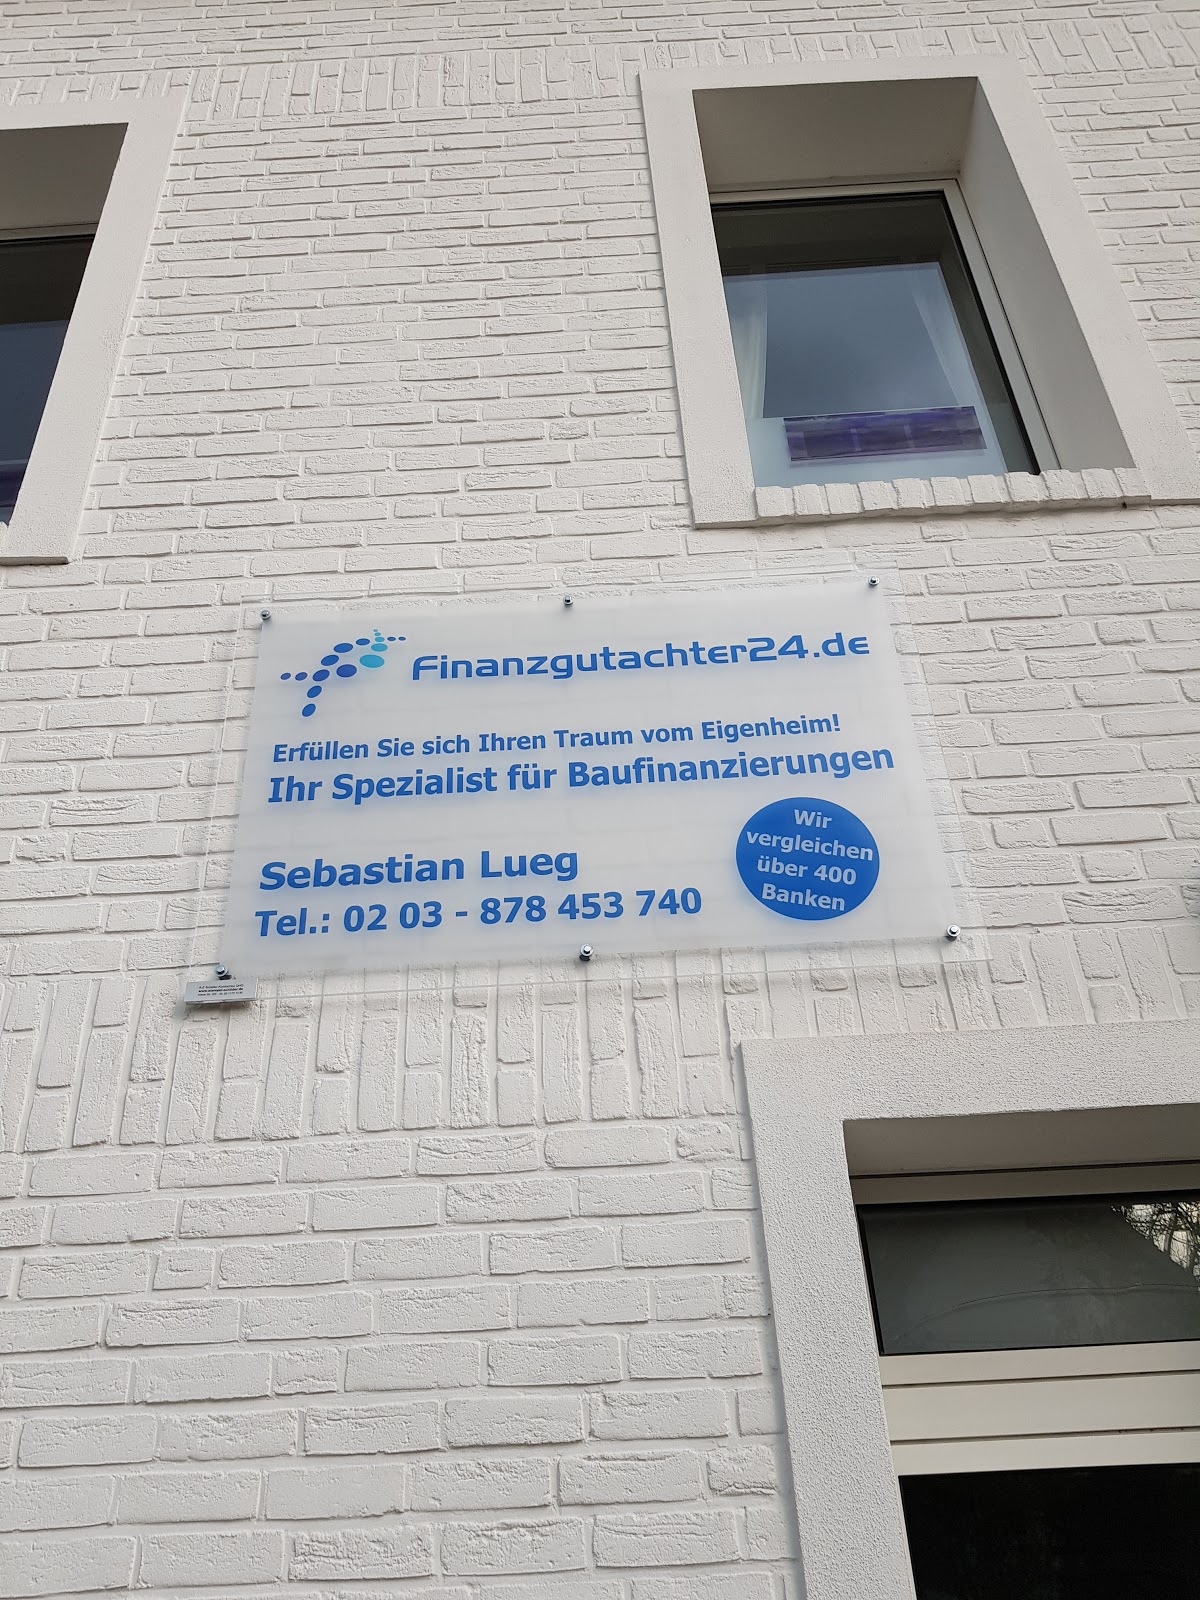 Finanzgutachter24.de
Erfüllen Sie sich Ihren Traum vom Eigenheim!
Ihr Spezialist für Baufinanzierungen
Wir
vergleichen
über 400
Banken
Sebastian Lueg
Tel.: 02 03 - 878 453 740